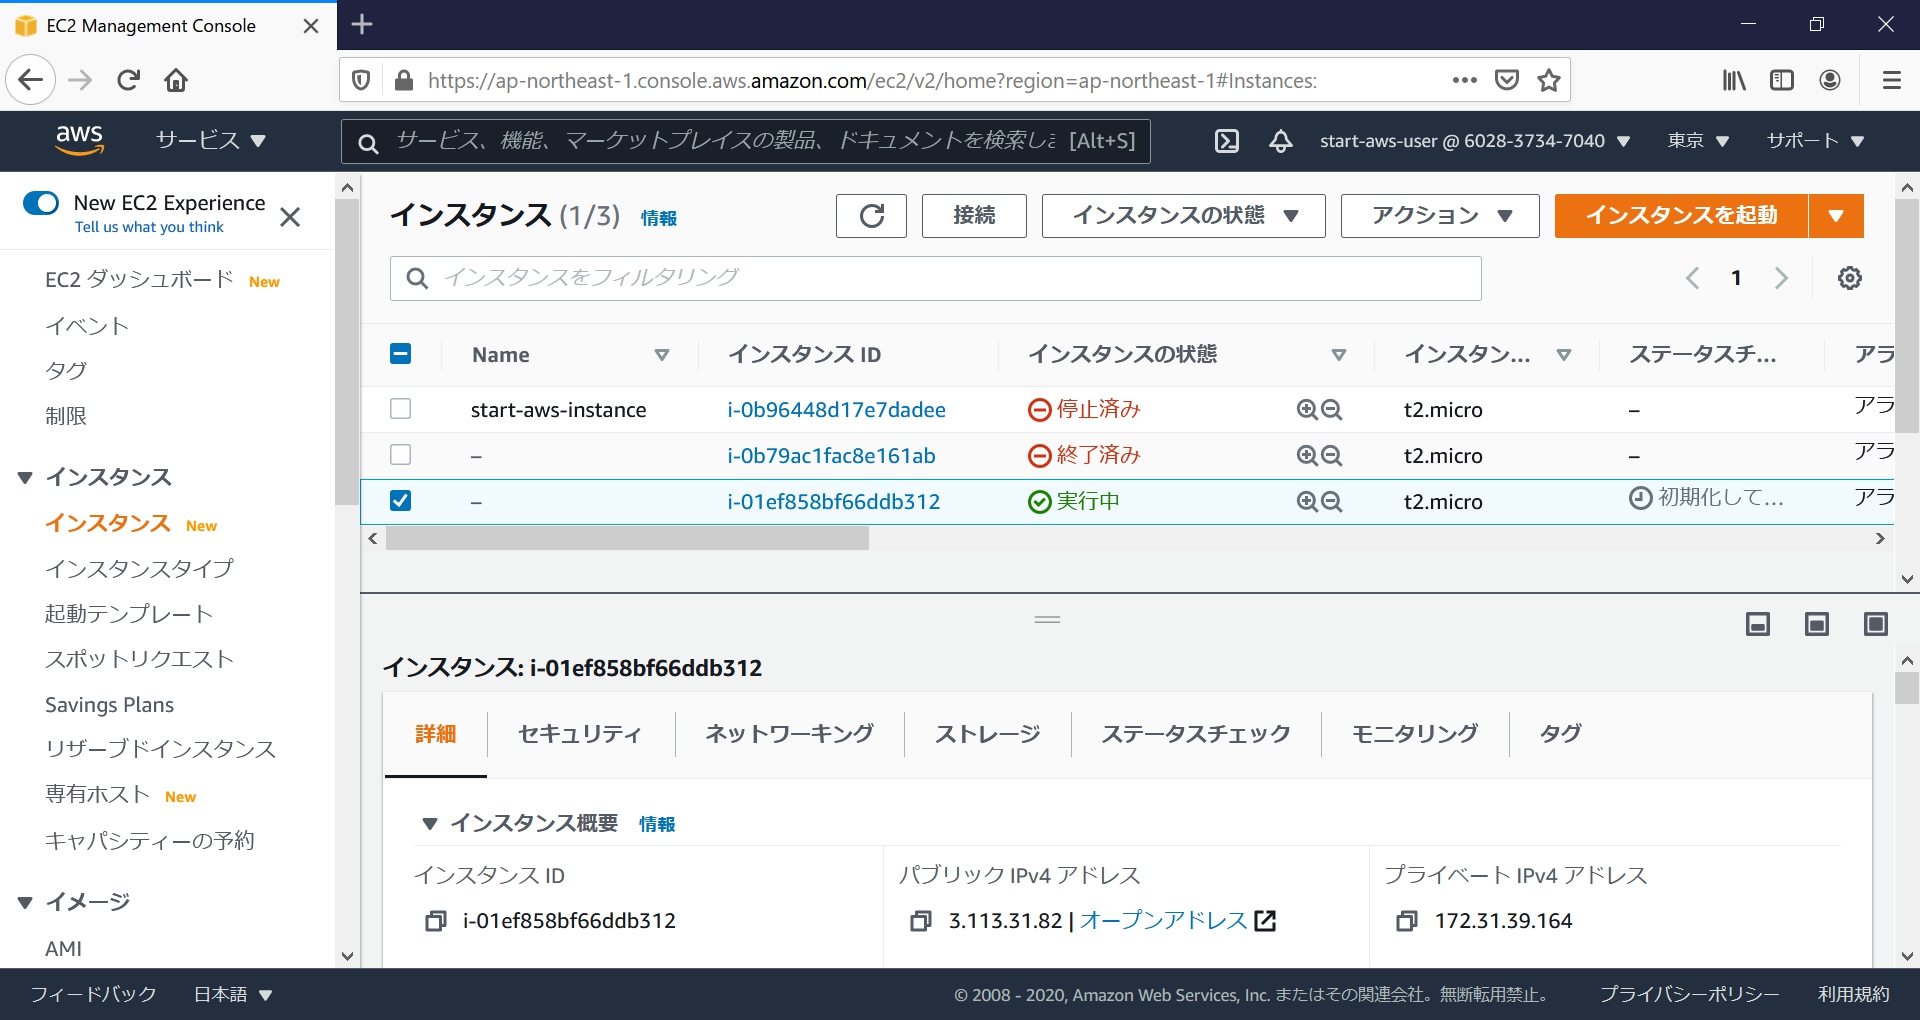 EC2 Management Console
https://ap-northeast-1.console.aws.amazon.com/ec2/v2/home?region=ap-northeast-1#Instances:
aws
サービス
サービス、機能、マーケットプレイスの製品、ドキュメントを検索しま [Alt+S]
start-aws-user @ 6028-3734-7040
東京
サポート
New EC2 Experience
Tell us what you think
EC2 ダッシュボード New
イベント
タグ
制限
インスタンス
インスタンス New
インスタンスタイプ
起動テンプレート
スポットリクエスト
Savings Plans
リザーブドインスタンス
専有ホスト New
キャパシティーの予約
イメージ
AMI
インスタンス (1/3) 情報
接続
インスタンスの状態
アクション
インスタンスを起動
インスタンスをフィルタリング
1
Name インスタンス ID インスタンスの状態 インスタン... ステータスチ... アラ
start-aws-instance i-0b96448d17e7dadee 停止済み t2.micro – アラ
– i-0b79ac1fac8e161ab 終了済み t2.micro – アラ
– i-01ef858bf66ddb312 実行中 t2.micro 初期化して... アラ
インスタンス: i-01ef858bf66ddb312
詳細 セキュリティ ネットワーキング ストレージ ステータスチェック モニタリング タグ
インスタンス概要 情報
インスタンス ID
i-01ef858bf66ddb312
パブリック IPv4 アドレス
3.113.31.82 | オープンアドレス
プライベート IPv4 アドレス
172.31.39.164
フィードバック
日本語
© 2008 - 2020, Amazon Web Services, Inc. またはその関連会社。無断転用禁止。
プライバシーポリシー
利用規約